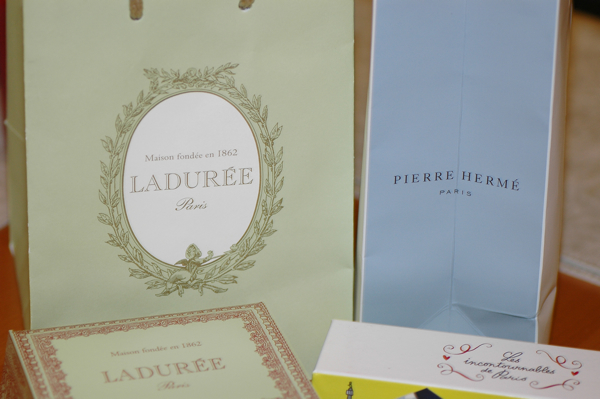 Maison fondée en 1862
LADURÉE
Paris
PIERRE HERMÉ
PARIS
Maison fondée en 1862
LADURÉE
Paris
Les
incontournables
de Paris